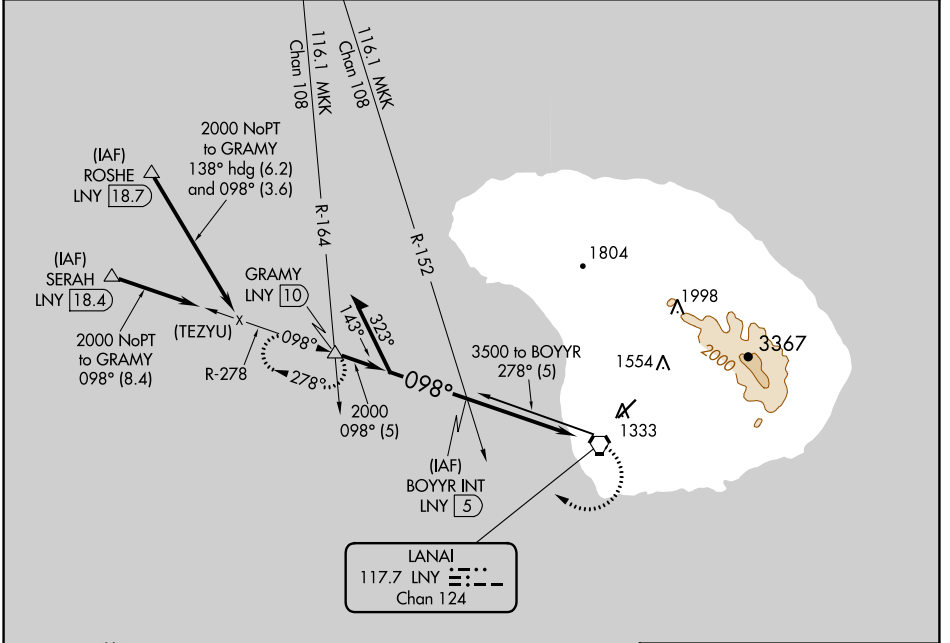 116.1 MKK
Chan 108
116.1 MKK
Chan 108
2000 NoPT
to GRAMY
138° hdg (6.2)
and 098° (3.6)
(IAF)
ROSHE
LNY 18.7
R-164
R-152
1804
(IAF)
SERAH
LNY 18.4
GRAMY
LNY 10
1998
2000
3367
(TEZYU)
098°
143°
323°
2000 NoPT
to GRAMY
098° (8.4)
R-278
278°
3500 to BOYYR
278° (5)
1554
098°
2000
098° (5)
1333
(IAF)
BOYYR INT
LNY 5
LANAI
117.7 LNY
Chan 124